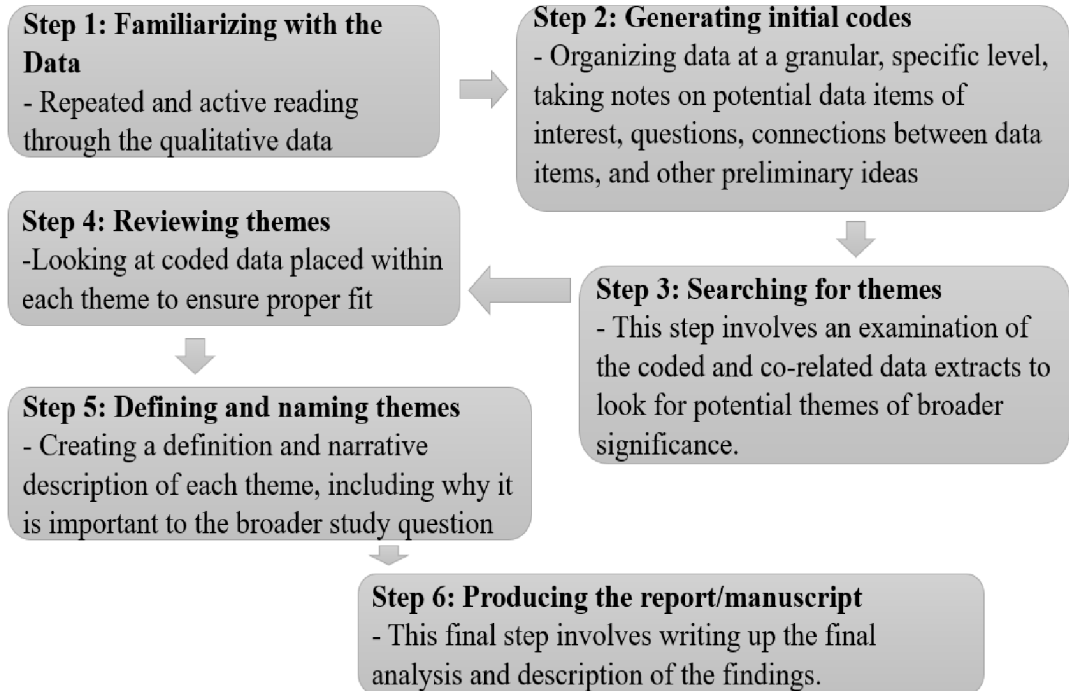 Step 1: Familiarizing with the
Data
- Repeated and active reading
through the qualitative data
Step 2: Generating initial codes
- Organizing data at a granular, specific level,
taking notes on potential data items of
interest, questions, connections between data
items, and other preliminary ideas
Step 3: Searching for themes
- This step involves an examination of
the coded and co-related data extracts to
look for potential themes of broader
significance.
Step 4: Reviewing themes
-Looking at coded data placed within
each theme to ensure proper fit
Step 5: Defining and naming themes
- Creating a definition and narrative
description of each theme, including why it
is important to the broader study question
Step 6: Producing the report/manuscript
- This final step involves writing up the final
analysis and description of the findings.